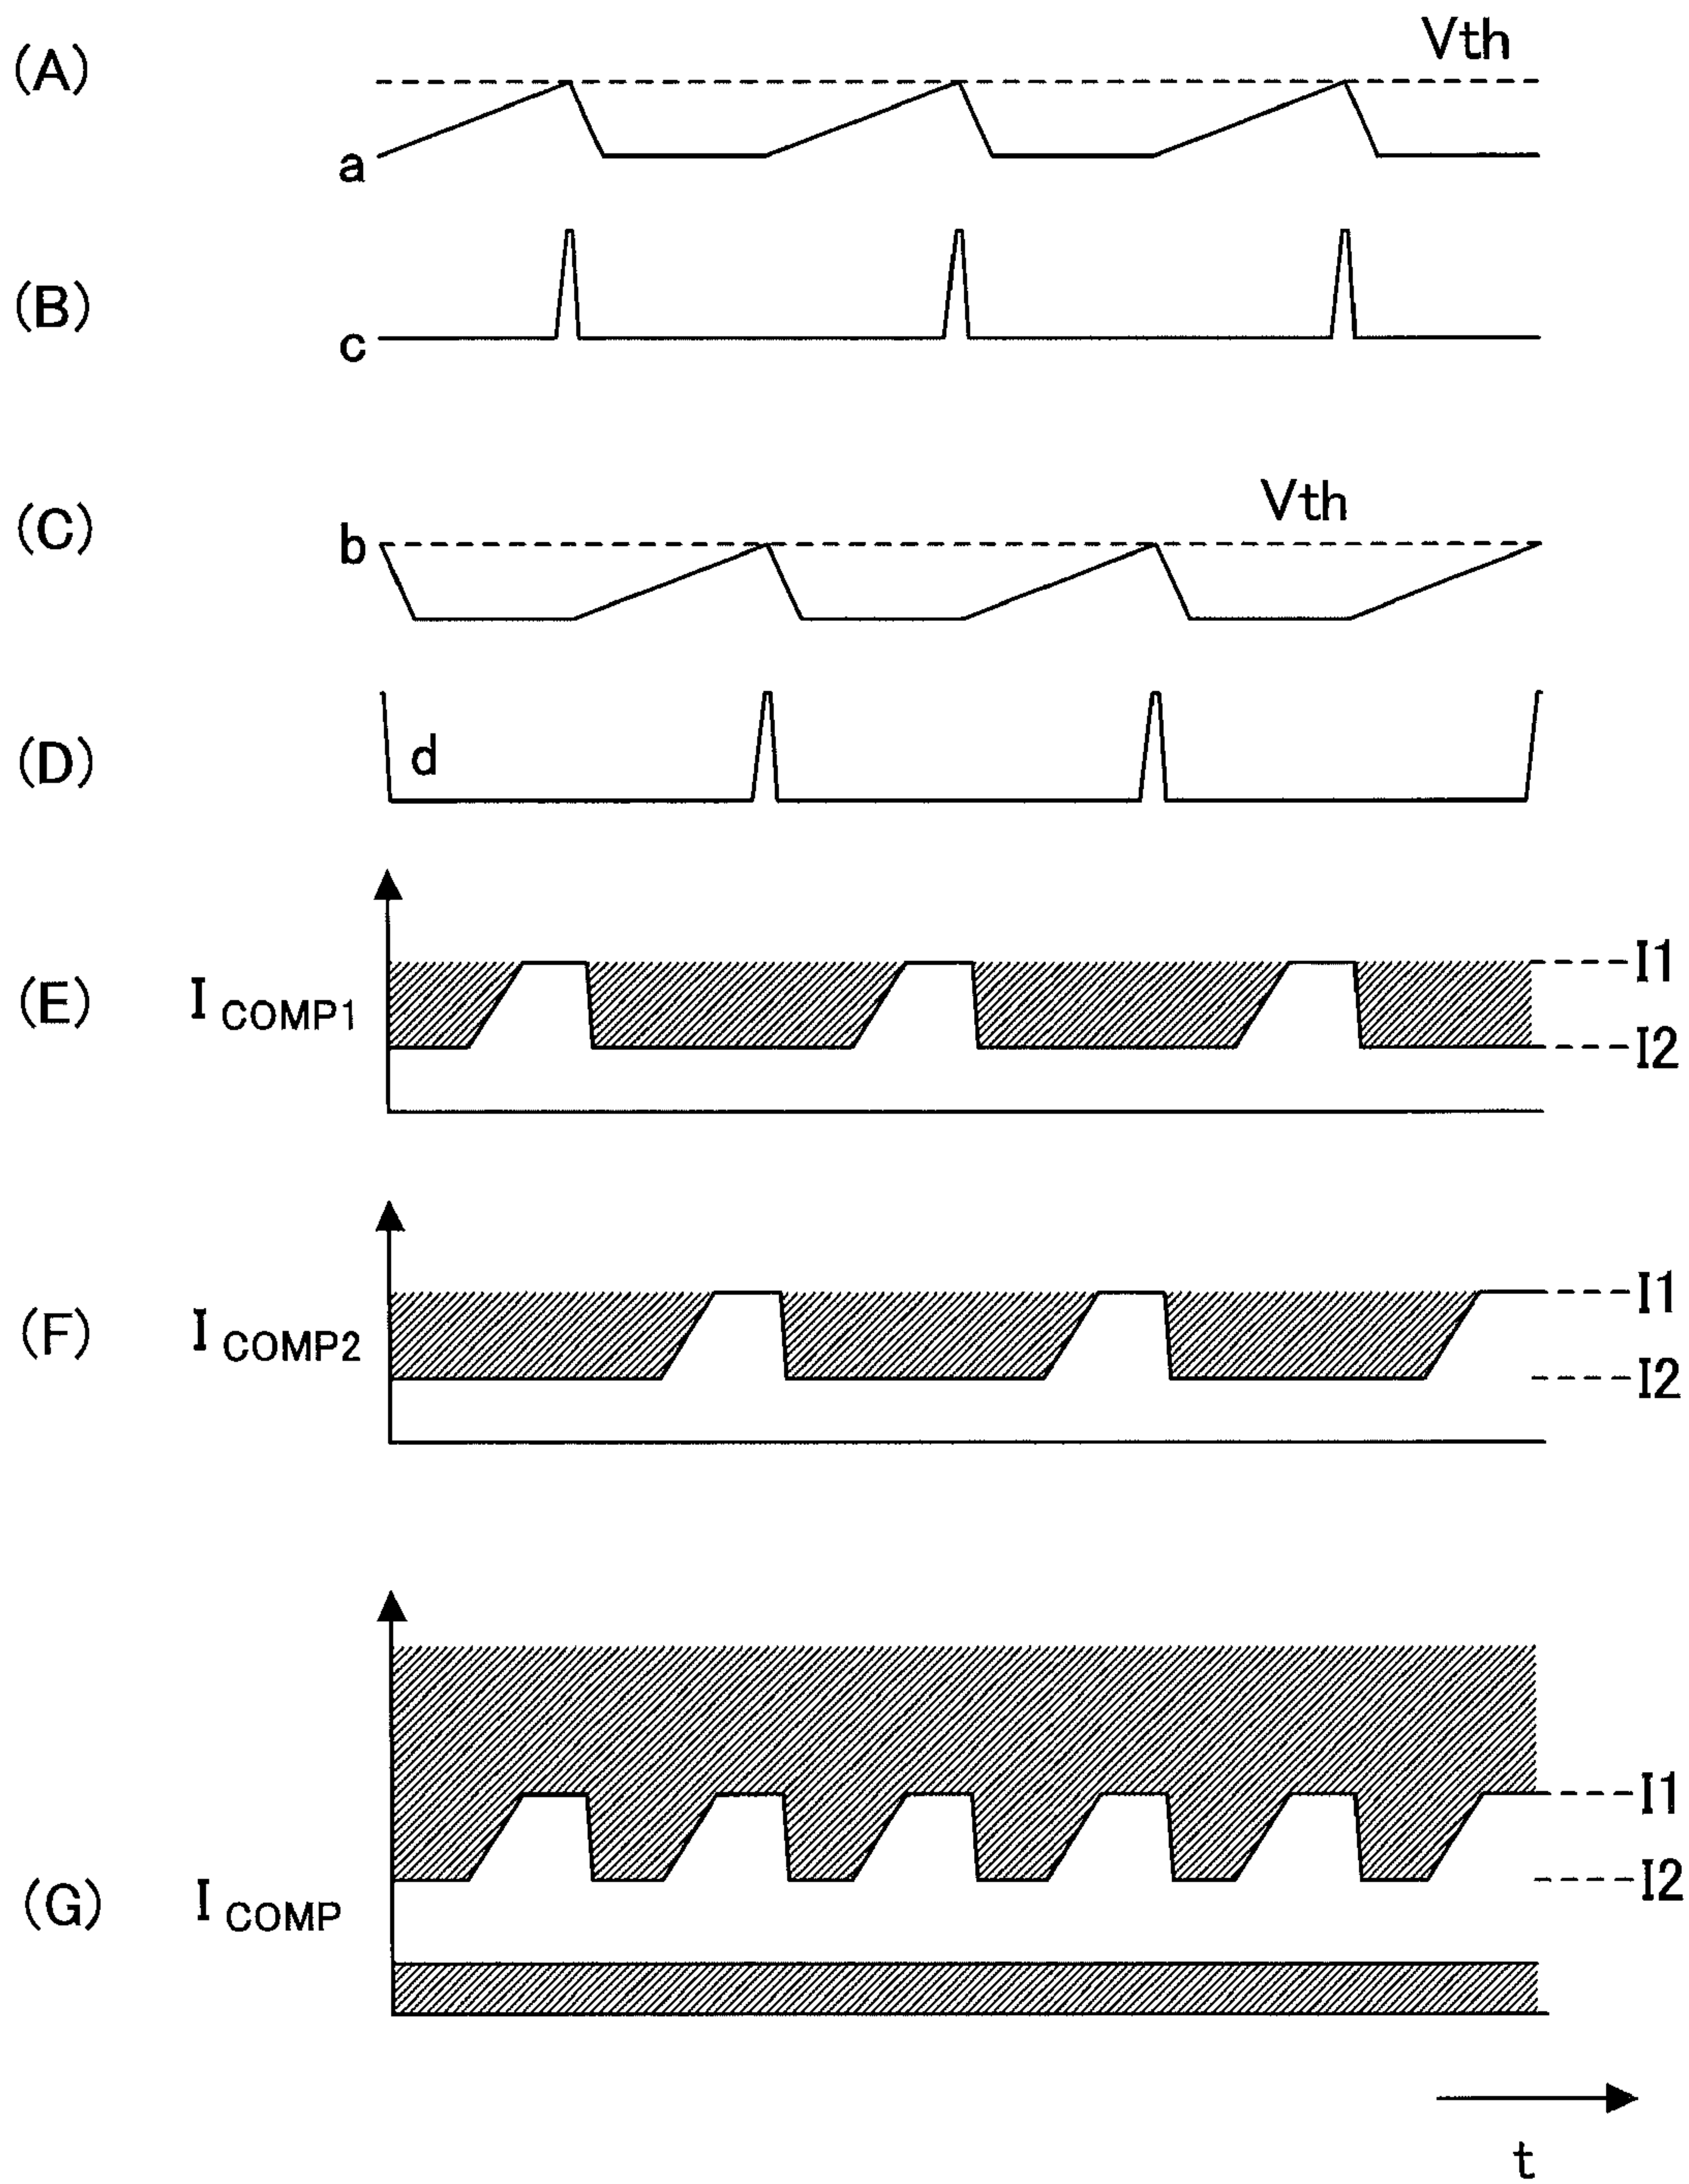 (A)
Vth
a
(B)
c
(C)
Vth
b
(D)
d
(E)
I COMP1
I1
I2
(F)
I COMP2
I1
I2
(G)
I COMP
I1
I2
t